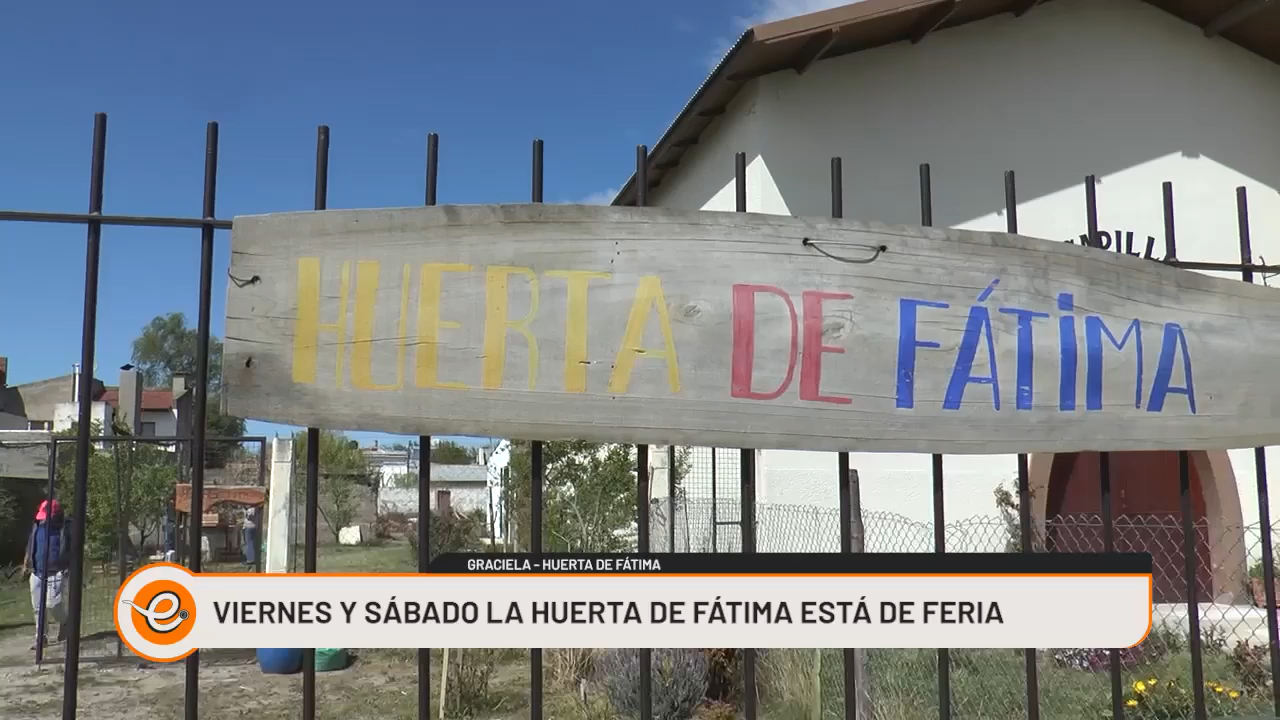 HUERTA DE FÁTIMA
GRACIELA - HUERTA DE FÁTIMA
VIERNES Y SÁBADO LA HUERTA DE FÁTIMA ESTÁ DE FERIA